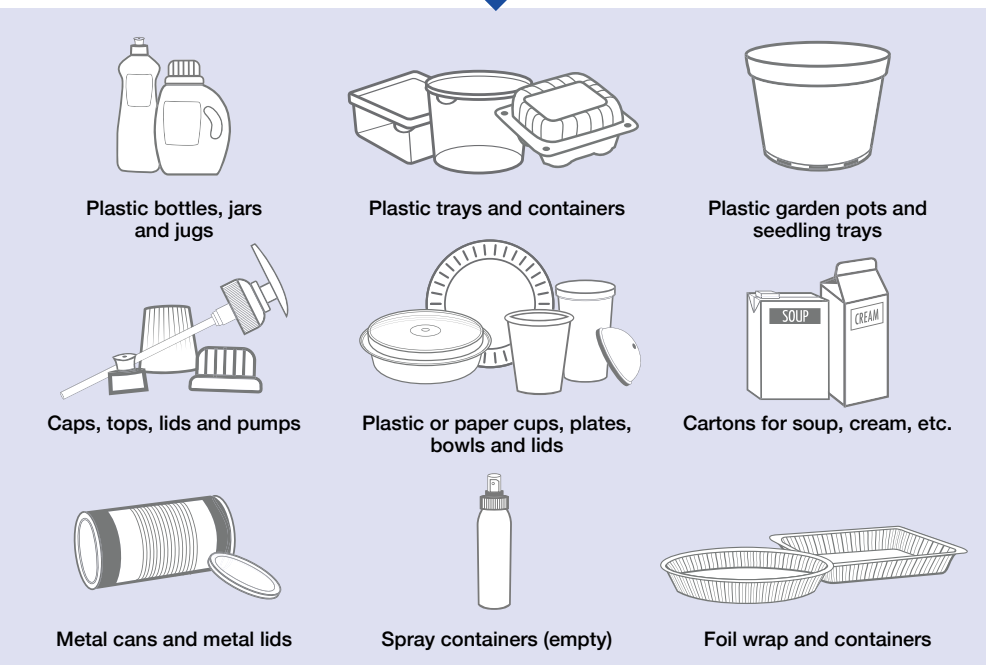 Plastic bottles, jars
and jugs
Plastic trays and containers
Plastic garden pots and
seedling trays
SOUP
CREAM
Caps, tops, lids and pumps
Plastic or paper cups, plates,
bowls and lids
Cartons for soup, cream, etc.
Metal cans and metal lids
Spray containers (empty)
Foil wrap and containers